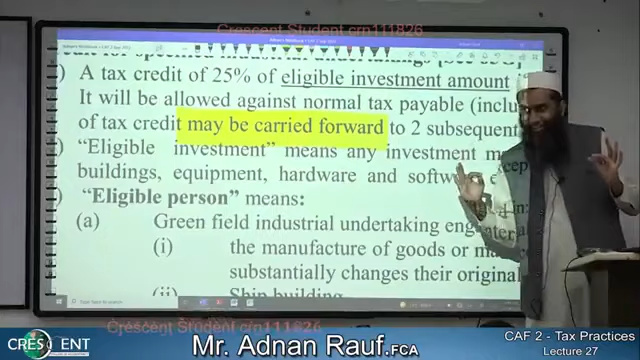 Crescent Student crn111826
A tax credit of 25% of eligible investment amount
It will be allowed against normal tax payable (inclu
of tax credit may be carried forward to 2 subsequent
) “Eligible investment” means any investment m
buildings, equipment, hardware and softw
) “Eligible person” means:
(a) Green field industrial undertaking eng
(i) the manufacture of goods or ma
substantially changes their original
(ii) Ship building
Crescent Student crn111826
CRESCENT
Mr. Adnan Rauf.FCA
CAF 2 - Tax Practices
Lecture 27